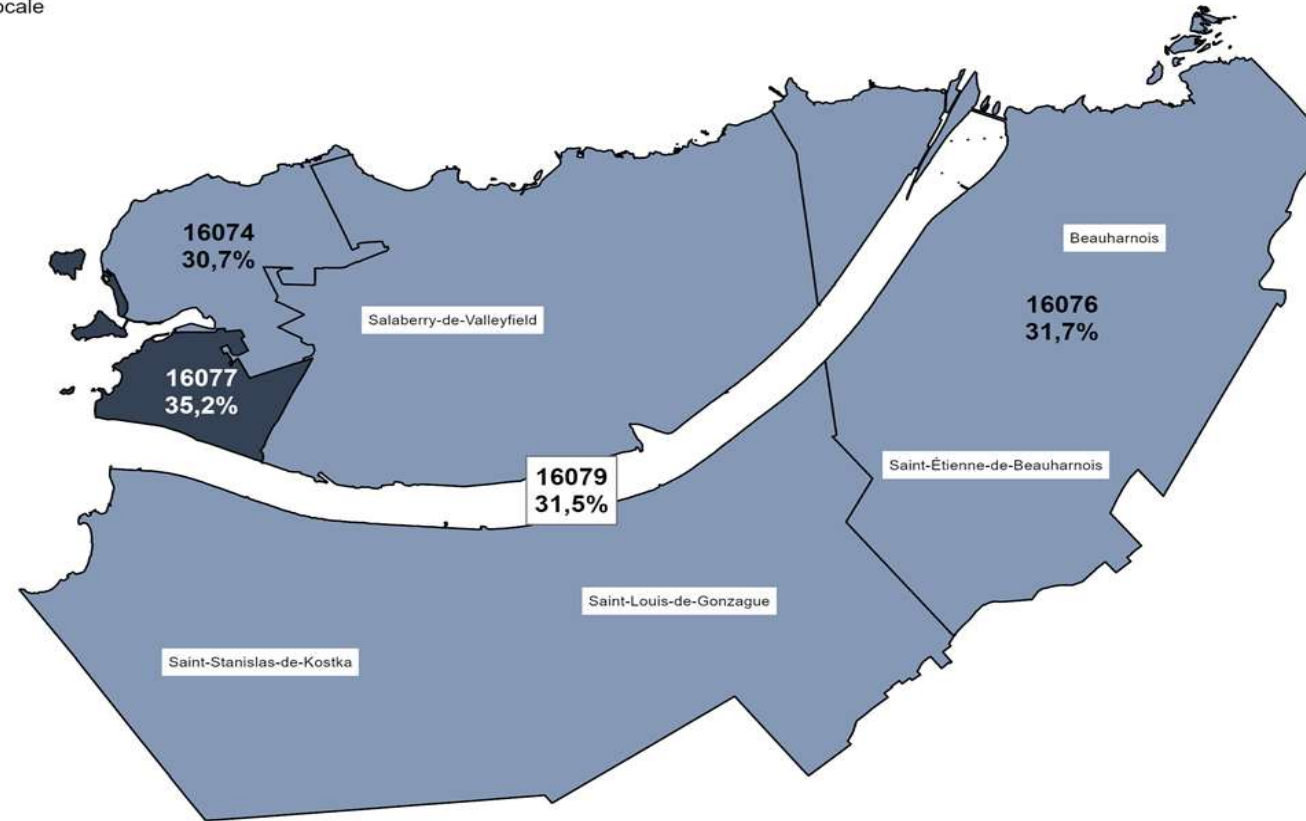 16074
30,7%
Beauharnois
Salaberry-de-Valleyfield
16076
31,7%
16077
35,2%
16079
31,5%
Saint-Étienne-de-Beauharnois
Saint-Louis-de-Gonzague
Saint-Stanislas-de-Kostka